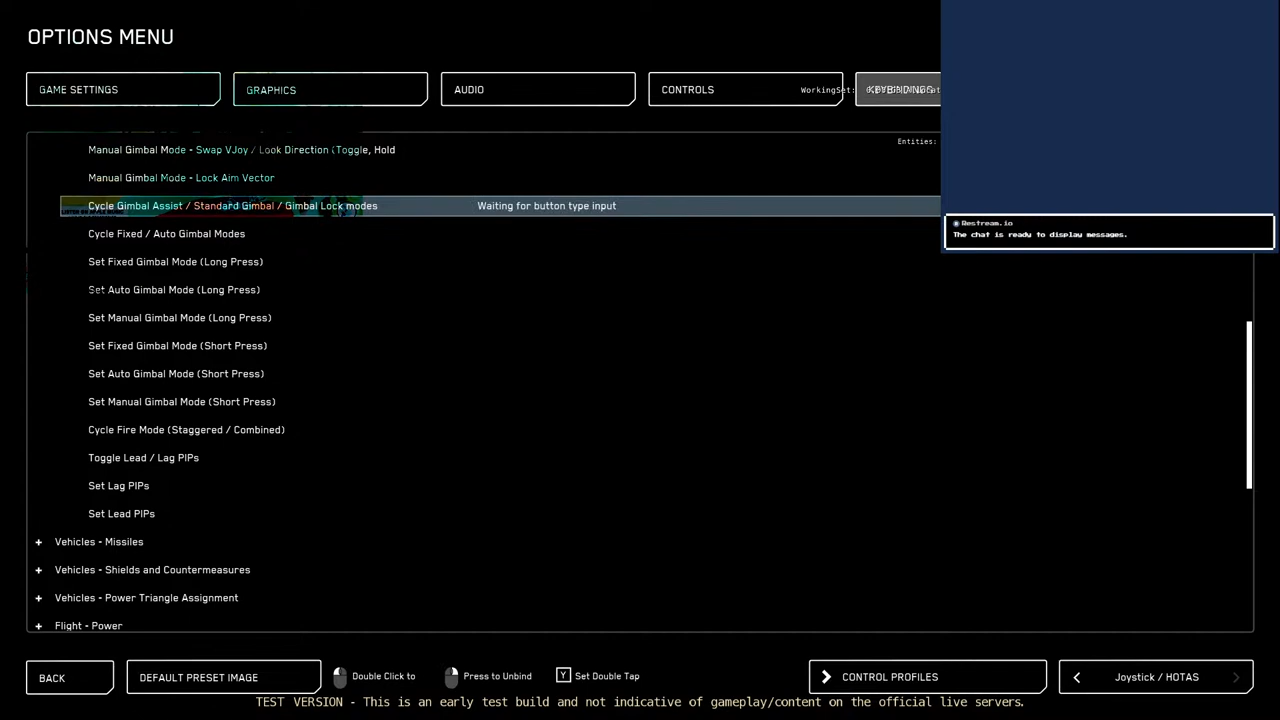 OPTIONS MENU
GAME SETTINGS
GRAPHICS
AUDIO
CONTROLS
WorkingSet:
KEYBINDINGS
Entities:
Manual Gimbal Mode - Swap VJoy / Look Direction (Toggle, Hold
Manual Gimbal Mode - Lock Aim Vector
Cycle Gimbal Assist / Standard Gimbal / Gimbal Lock modes Waiting for button type input
Restream.io
The chat is ready to display messages.
Cycle Fixed / Auto Gimbal Modes
Set Fixed Gimbal Mode (Long Press)
Set Auto Gimbal Mode (Long Press)
Set Manual Gimbal Mode (Long Press)
Set Fixed Gimbal Mode (Short Press)
Set Auto Gimbal Mode (Short Press)
Set Manual Gimbal Mode (Short Press)
Cycle Fire Mode (Staggered / Combined)
Toggle Lead / Lag PIPs
Set Lag PIPs
Set Lead PIPs
+ Vehicles - Missiles
+ Vehicles - Shields and Countermeasures
+ Vehicles - Power Triangle Assignment
+ Flight - Power
BACK
DEFAULT PRESET IMAGE
Double Click to
Press to Unbind
Y Set Double Tap
CONTROL PROFILES
Joystick / HOTAS
TEST VERSION - This is an early test build and not indicative of gameplay/content on the official live servers.